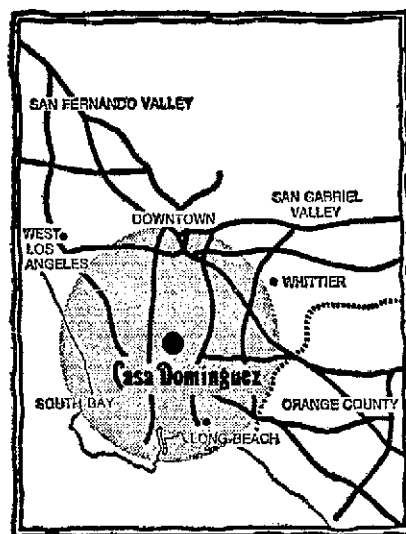 SAN FERNANDO VALLEY
DOWNTOWN
SAN GABRIEL
VALLEY
WEST
LOS
ANGELES
WHITTIER
Casa Dominguez
SOUTH BAY
ORANGE COUNTY
LONG BEACH